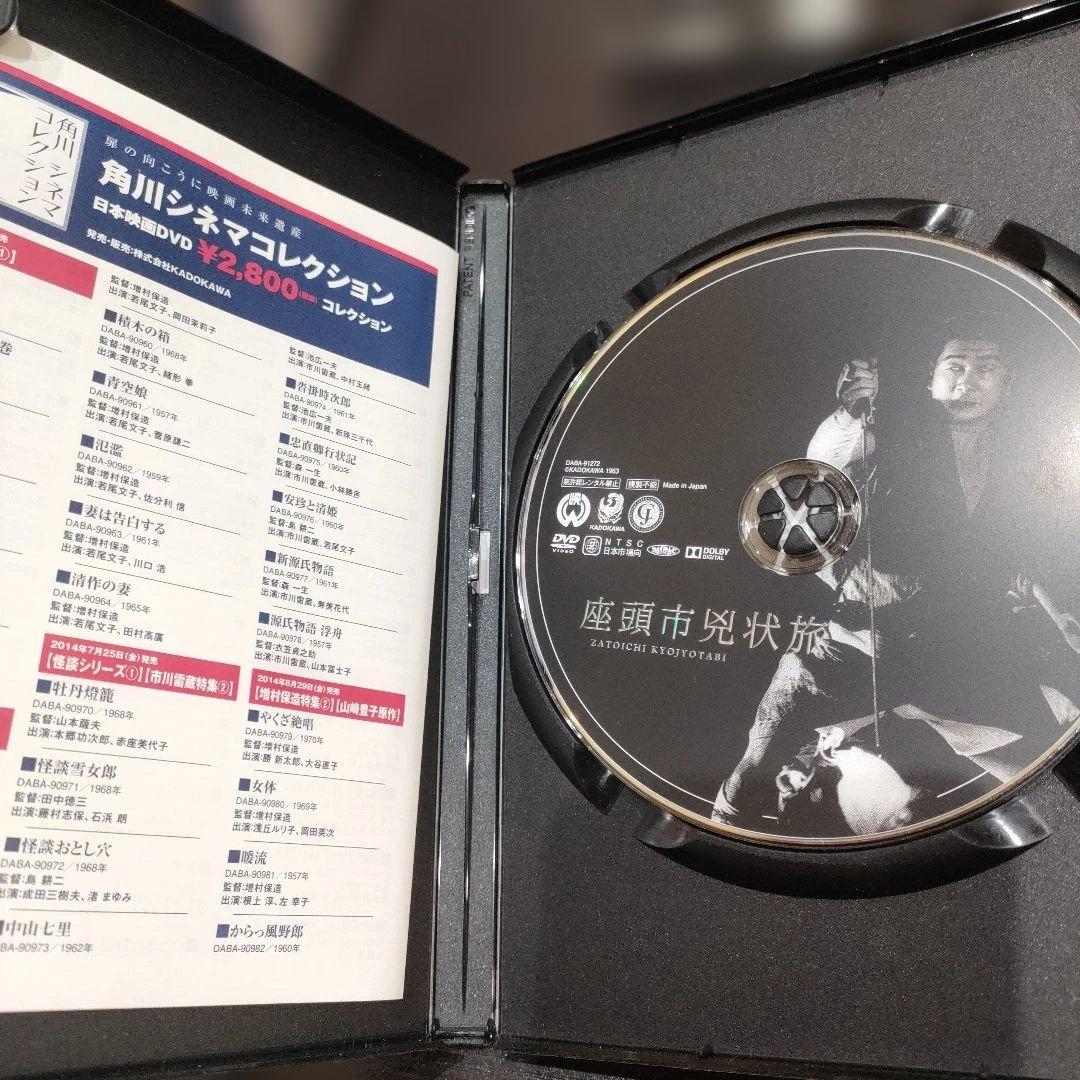 角川シネマ
コレクション
扉の向こうに映画未来遺産
角川シネマコレクション
日本映画DVD ¥2,800(税抜) コレクション
発売・販売:株式会社KADOKAWA
①】
巻
監督:増村保造
出演:若尾文子、岡田茉莉子
■積木の箱
DABA-90960/1968年
監督:増村保造
出演:若尾文子、緒形 拳
■青空娘
DABA-90961/1957年
監督:増村保造
出演:若尾文子、菅原謙二
■氾濫
DABA-90962/1959年
監督:増村保造
出演:若尾文子、佐分利 信
■妻は告白する
DABA-90963/1961年
監督:増村保造
出演:若尾文子、川口 浩
■清作の妻
DABA-90964/1965年
監督:増村保造
出演:若尾文子、田村高廣
2014年7月25日(金)発売
【怪談シリーズ①】【市川雷蔵特集②】
■牡丹燈籠
DABA-90970/1968年
監督:山本薩夫
出演:本郷功次郎、赤座美代子
■怪談雪女郎
DABA-90971/1968年
監督:田中徳三
出演:藤村志保、石浜 朗
■怪談おとし穴
DABA-90972/1968年
監督:島 耕二
出演:成田三樹夫、渚 まゆみ
■中山七里
DABA-90973/1962年
監督:池広一夫
出演:市川雷蔵、中村玉緒
■沓掛時次郎
DABA-90974/1961年
監督:池広一夫
出演:市川雷蔵、新珠三千代
■忠直卿行状記
DABA-90975/1960年
監督:森 一生
出演:市川雷蔵、小林勝彦
■安珍と清姫
DABA-90976/1960年
監督:島 耕二
出演:市川雷蔵、若尾文子
■新源氏物語
DABA-90977/1961年
監督:森 一生
出演:市川雷蔵、寿美花代
■源氏物語 浮舟
DABA-90978/1957年
監督:衣笠貞之助
出演:市川雷蔵、山本富士子
2014年8月29日(金)発売
【増村保造特集②】【山崎豊子原作】
■やくざ絶唱
DABA-90979/1970年
監督:増村保造
出演:勝 新太郎、大谷直子
■女体
DABA-90980/1969年
監督:増村保造
出演:浅丘ルリ子、岡田英次
■暖流
DABA-90981/1957年
監督:増村保造
出演:根上 淳、左 幸子
■からっ風野郎
DABA-90982/1960年
PATENT PENDING
DABA-91272
©KADOKAWA 1963
無許諾レンタル禁止 複製不能 Made in Japan
KADOKAWA
DVD VIDEO
2 NTSC 日本市場向
DOLBY DIGITAL
座頭市兇状旅
ZATOICHI KYOJYOTABI